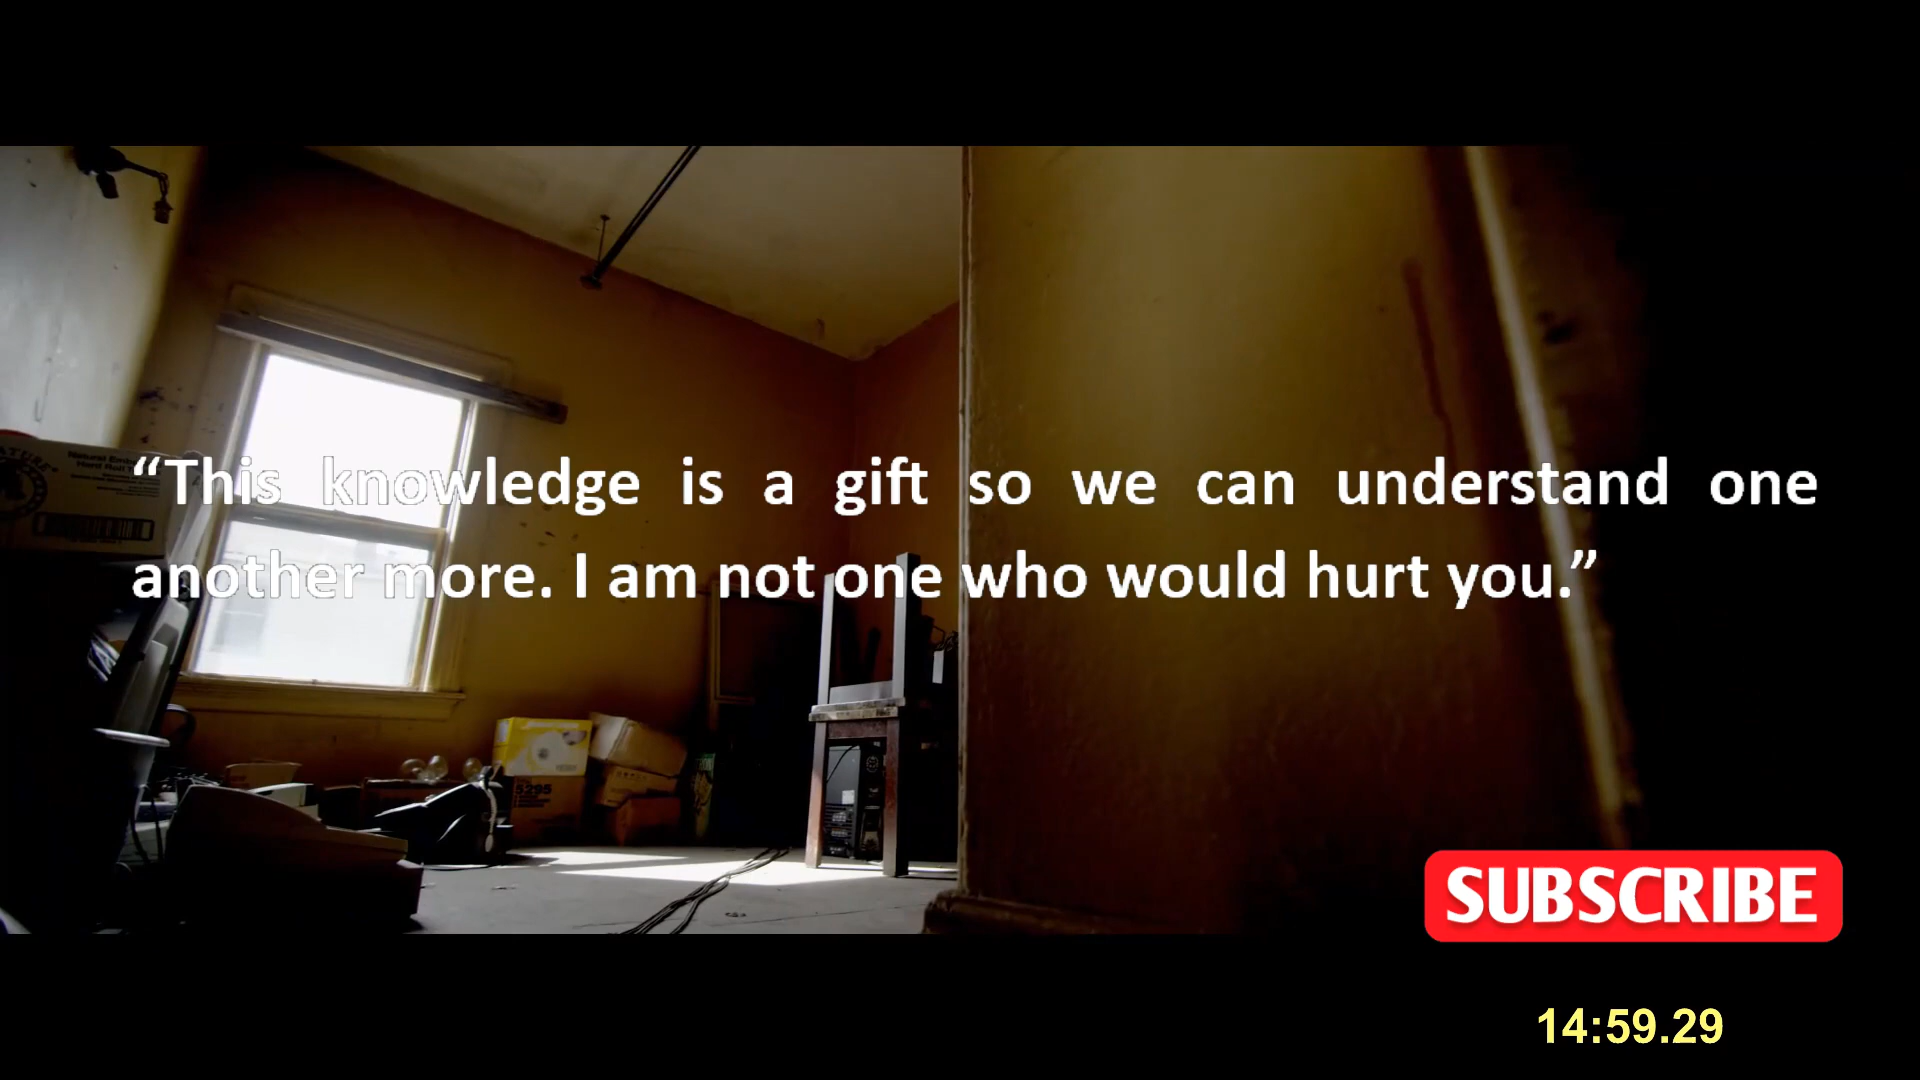 “This knowledge is a gift so we can understand one
another more. I am not one who would hurt you.”
5295
SUBSCRIBE
14:59.29